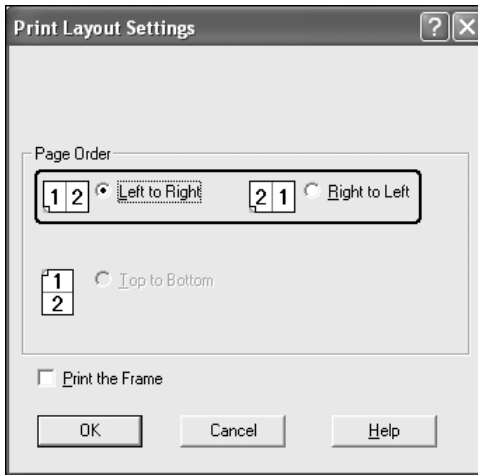 Print Layout Settings
Page Order
1 2 Left to Right 2 1 Right to Left
1
2
Top to Bottom
Print the Frame
OK Cancel Help